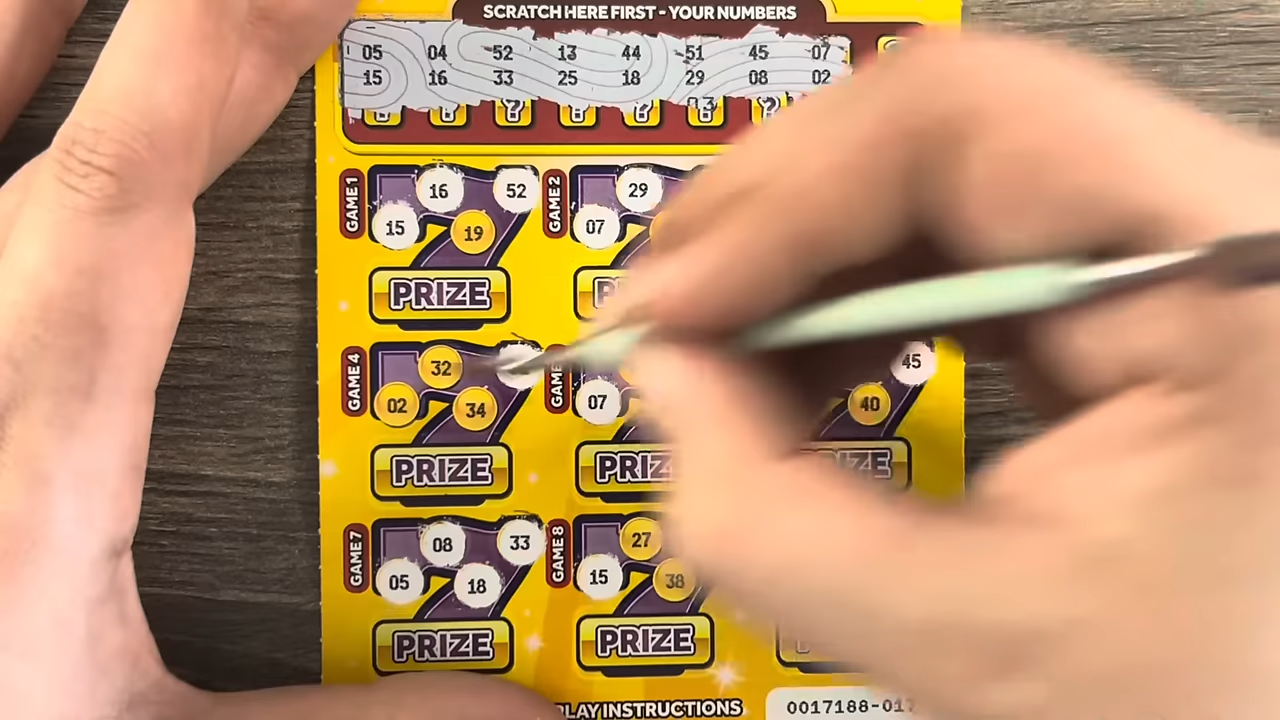 SCRATCH HERE FIRST - YOUR NUMBERS
05 04 52 13 44 51 45 07
15 16 33 25 18 29 08 02
GAME 1
16 52
15 19
PRIZE
GAME 2
29
07
GAME 4
32
02 34
PRIZE
07
45
40
GAME 7
08 33
05 18
PRIZE
GAME 8
27
15 38
PRIZE
PLAY INSTRUCTIONS
0017188-017